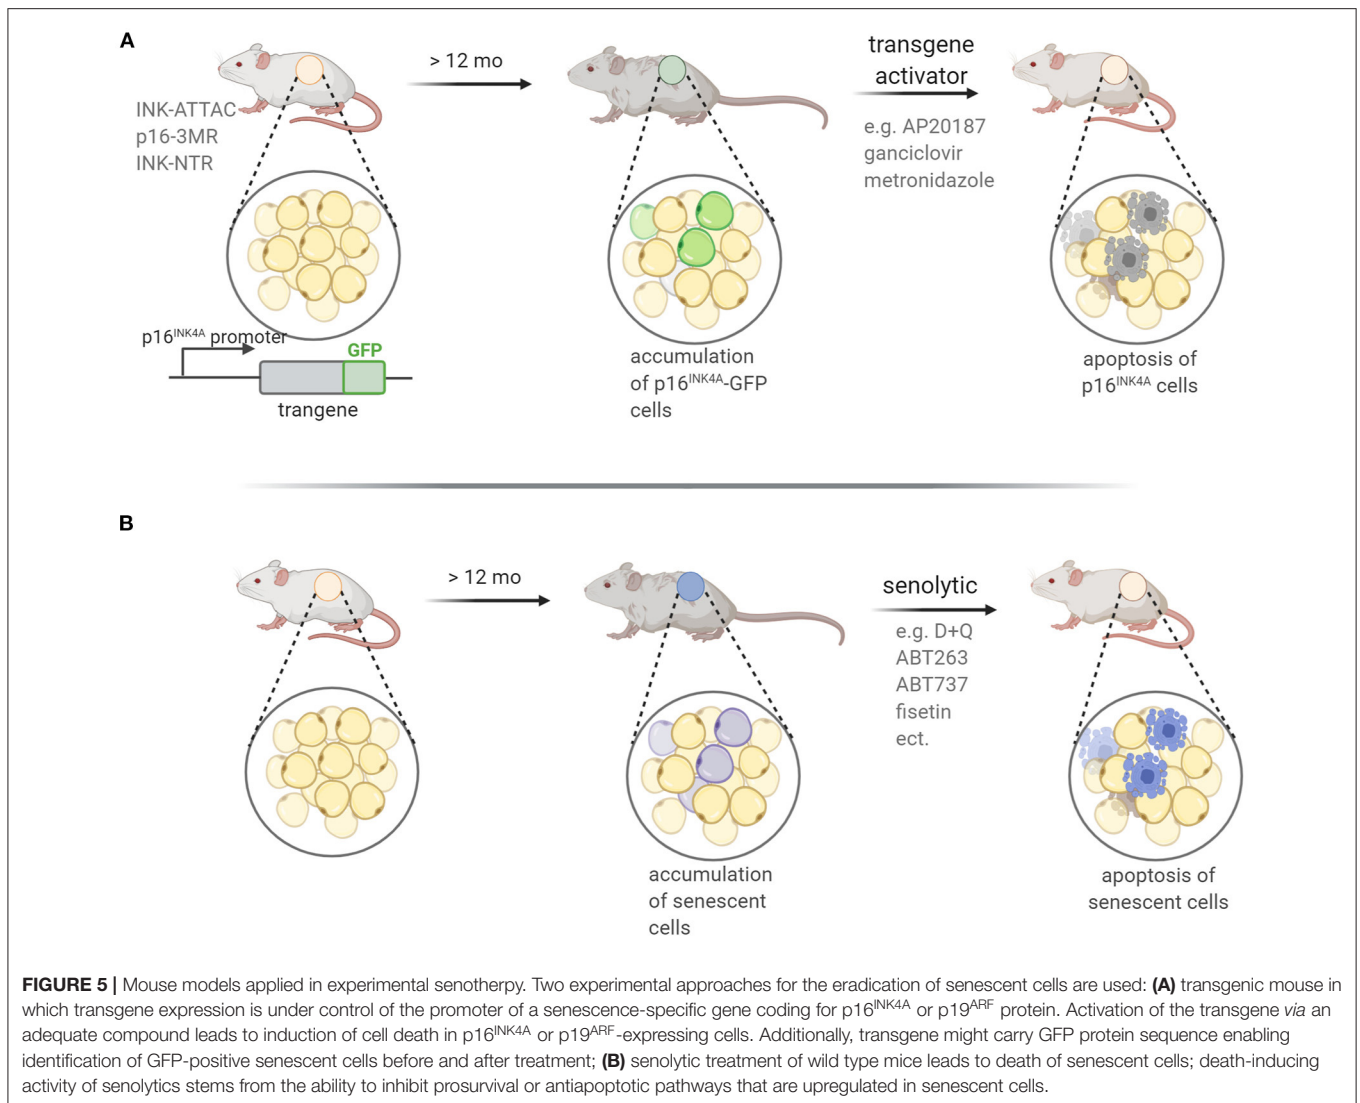 A
> 12 mo
transgene
activator
INK-ATTAC
p16-3MR
INK-NTR
e.g. AP20187
ganciclovir
metronidazole
p16INK4A promoter
GFP
trangene
accumulation
of p16INK4A-GFP
cells
apoptosis of
p16INK4A cells
B
> 12 mo
senolytic
e.g. D+Q
ABT263
ABT737
fisetin
ect.
accumulation
of senescent
cells
apoptosis of
senescent cells
FIGURE 5 | Mouse models applied in experimental senotherpy. Two experimental approaches for the eradication of senescent cells are used: (A) transgenic mouse in
which transgene expression is under control of the promoter of a senescence-specific gene coding for p16INK4A or p19ARF protein. Activation of the transgene via an
adequate compound leads to induction of cell death in p16INK4A or p19ARF-expressing cells. Additionally, transgene might carry GFP protein sequence enabling
identification of GFP-positive senescent cells before and after treatment; (B) senolytic treatment of wild type mice leads to death of senescent cells; death-inducing
activity of senolytics stems from the ability to inhibit prosurvival or antiapoptotic pathways that are upregulated in senescent cells.